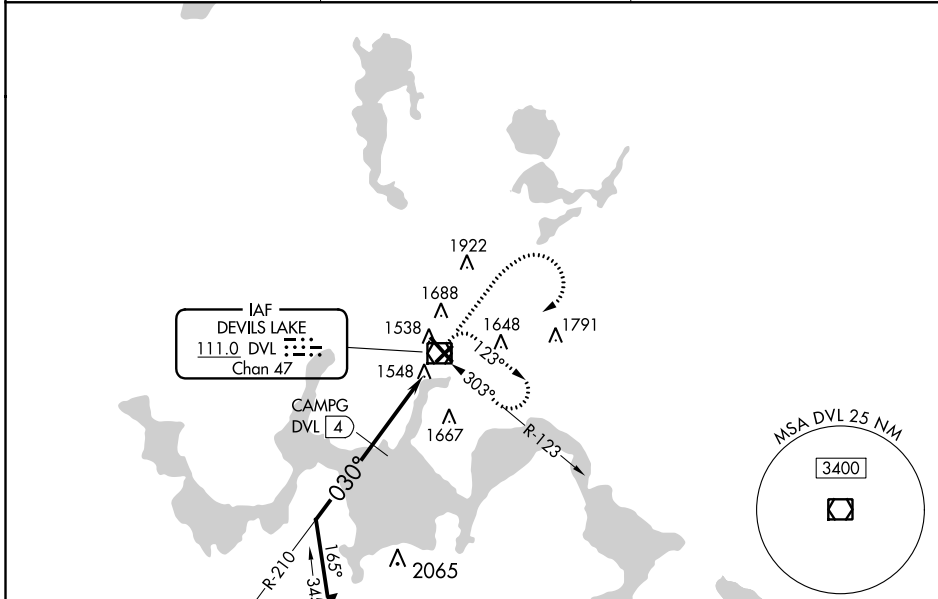 1922
1688
IAF
DEVILS LAKE
111.0 DVL
Chan 47
1538
1648
1791
123°
1548
303°
CAMPG
DVL 4
1667
R-123
MSA DVL 25 NM
3400
030°
R-210
165°
345
2065